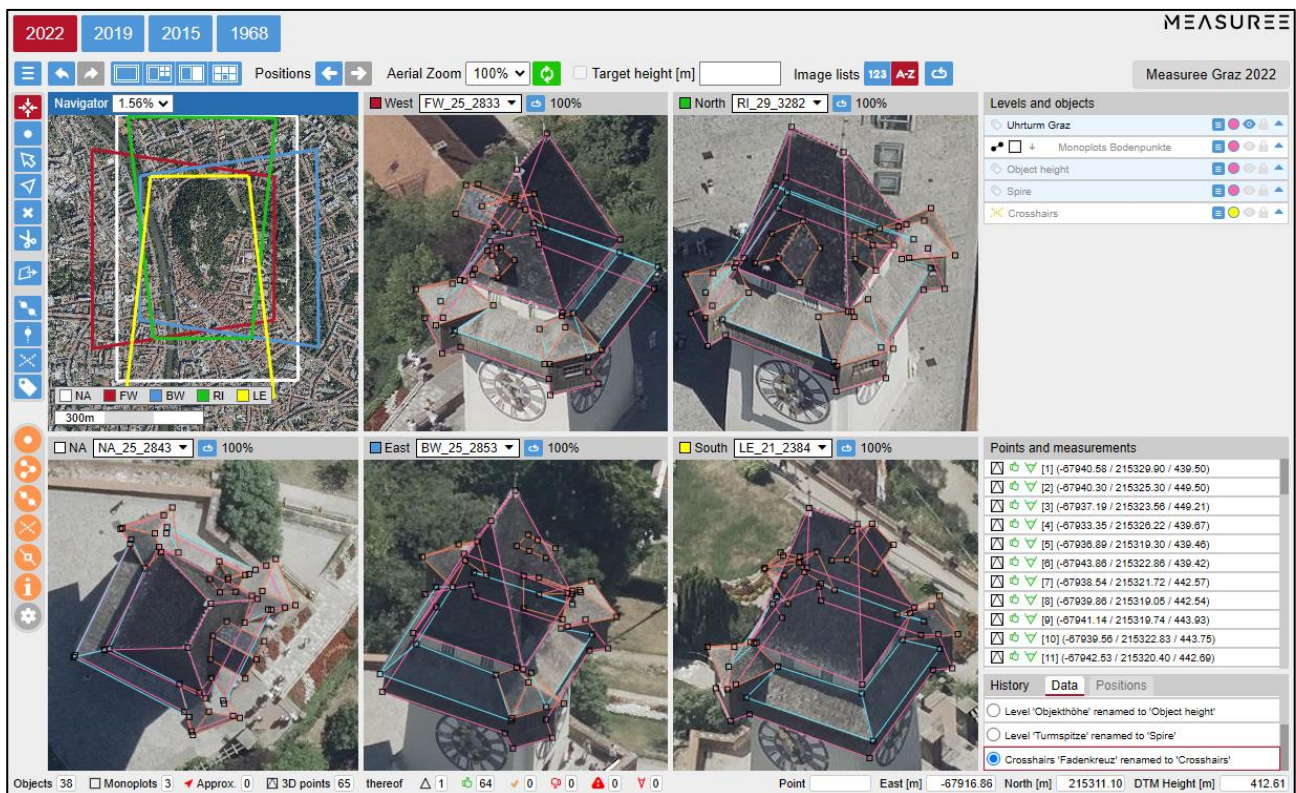 2022 2019 2015 1968
MEASUREE
Positions Aerial Zoom 100% Target height [m] Image lists 123 A-Z Measuree Graz 2022
Navigator 1.56%
NA FW BW RI LE
300m
West FW_25_2833 100%
North RI_29_3282 100%
Levels and objects
Uhrturm Graz
Monoplots Bodenpunkte
Object height
Spire
Crosshairs
NA NA_25_2843 100%
East BW_25_2853 100%
South LE_21_2384 100%
Points and measurements
[1] (-67940.58 / 215329.90 / 439.50)
[2] (-67940.30 / 215325.30 / 449.50)
[3] (-67937.19 / 215323.56 / 449.21)
[4] (-67933.35 / 215326.22 / 439.67)
[5] (-67936.89 / 215319.30 / 439.46)
[6] (-67943.86 / 215322.86 / 439.42)
[7] (-67938.54 / 215321.72 / 442.57)
[8] (-67939.86 / 215319.05 / 442.54)
[9] (-67941.14 / 215319.74 / 443.93)
[10] (-67939.56 / 215322.83 / 443.75)
[11] (-67942.53 / 215320.40 / 442.69)
History Data Positions
Level 'Objekthöhe' renamed to 'Object height'
Level 'Turmspitze' renamed to 'Spire'
Crosshairs 'Fadenkreuz' renamed to 'Crosshairs'
Objects 38 Monoplots 3 Approx. 0 3D points 65 thereof 1 64 0 0 0 0 Point East [m] -67916.86 North [m] 215311.10 DTM Height [m] 412.61